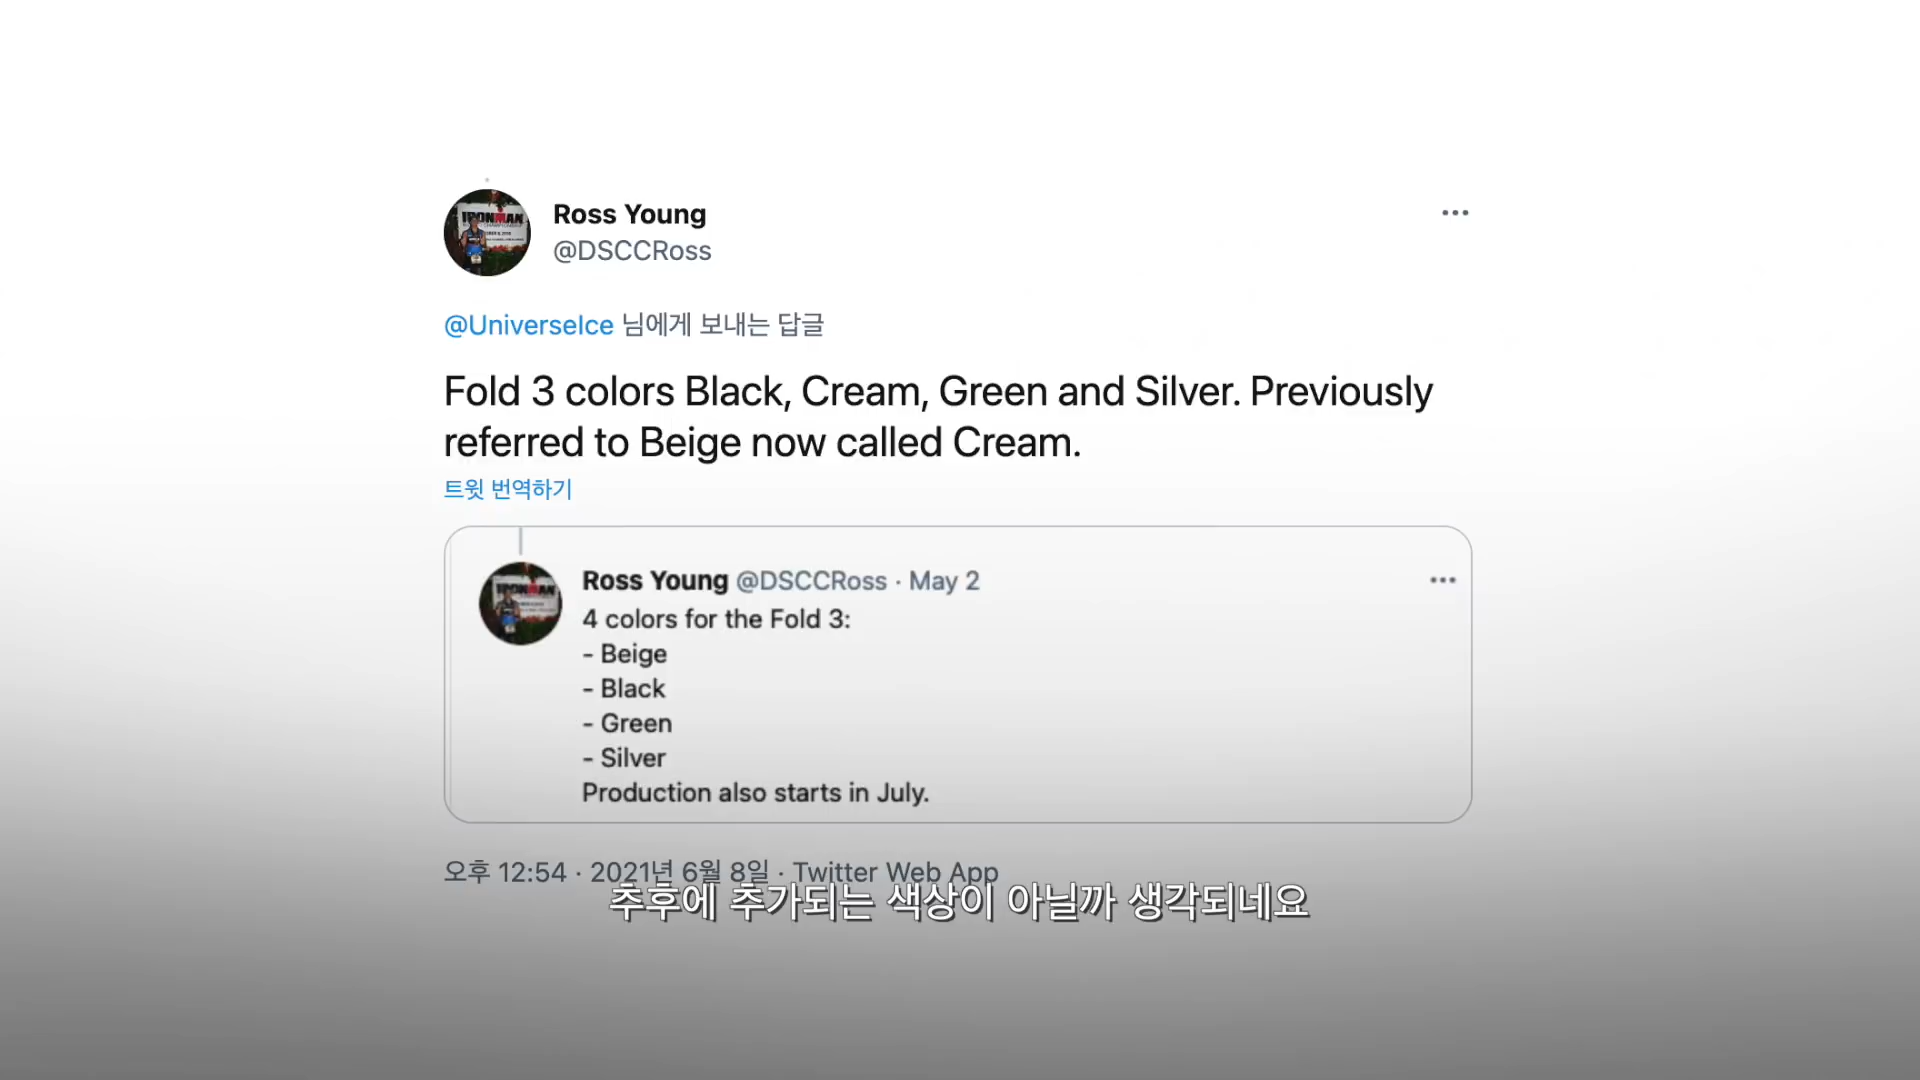 Ross Young
@DSCCRoss
@UniverseIce 님에게 보내는 답글
Fold 3 colors Black, Cream, Green and Silver. Previously
referred to Beige now called Cream.
트윗 번역하기
Ross Young @DSCCRoss · May 2
4 colors for the Fold 3:
- Beige
- Black
- Green
- Silver
Production also starts in July.
오후 12:54 · 2021년 6월 8일 · Twitter Web App
추후에 추가되는 색상이 아닐까 생각되네요